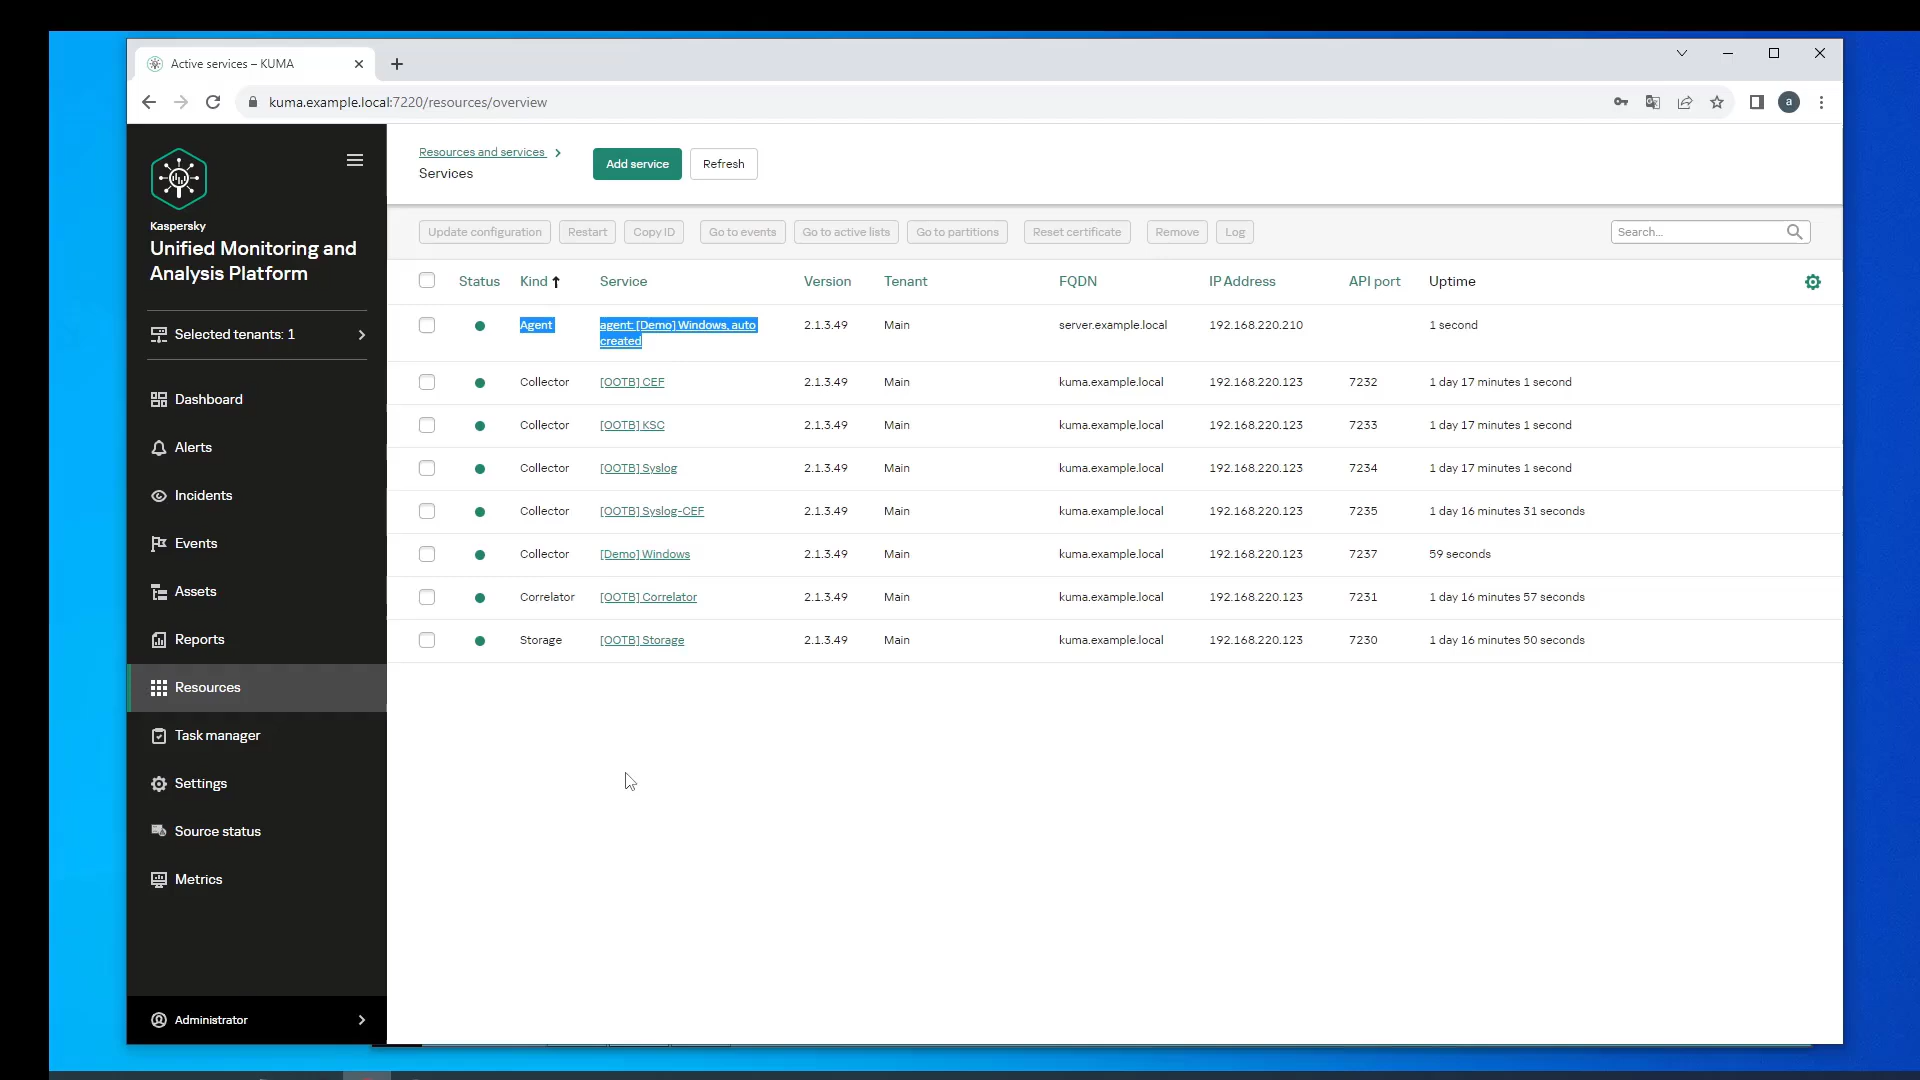 Active services – KUMA
kuma.example.local:7220/resources/overview
a
Kaspersky
Unified Monitoring and
Analysis Platform
Selected tenants: 1
Dashboard
Alerts
Incidents
Events
Assets
Reports
Resources
Task manager
Settings
Source status
Metrics
Administrator
Resources and services
Services
Add service
Refresh
Update configuration Restart Copy ID Go to events Go to active lists Go to partitions Reset certificate Remove Log Search...
Status Kind Service Version Tenant FQDN IP Address API port Uptime
Agent agent: [Demo] Windows, auto created 2.1.3.49 Main server.example.local 192.168.220.210 1 second
Collector [OOTB] CEF 2.1.3.49 Main kuma.example.local 192.168.220.123 7232 1 day 17 minutes 1 second
Collector [OOTB] KSC 2.1.3.49 Main kuma.example.local 192.168.220.123 7233 1 day 17 minutes 1 second
Collector [OOTB] Syslog 2.1.3.49 Main kuma.example.local 192.168.220.123 7234 1 day 17 minutes 1 second
Collector [OOTB] Syslog-CEF 2.1.3.49 Main kuma.example.local 192.168.220.123 7235 1 day 16 minutes 31 seconds
Collector [Demo] Windows 2.1.3.49 Main kuma.example.local 192.168.220.123 7237 59 seconds
Correlator [OOTB] Correlator 2.1.3.49 Main kuma.example.local 192.168.220.123 7231 1 day 16 minutes 57 seconds
Storage [OOTB] Storage 2.1.3.49 Main kuma.example.local 192.168.220.123 7230 1 day 16 minutes 50 seconds